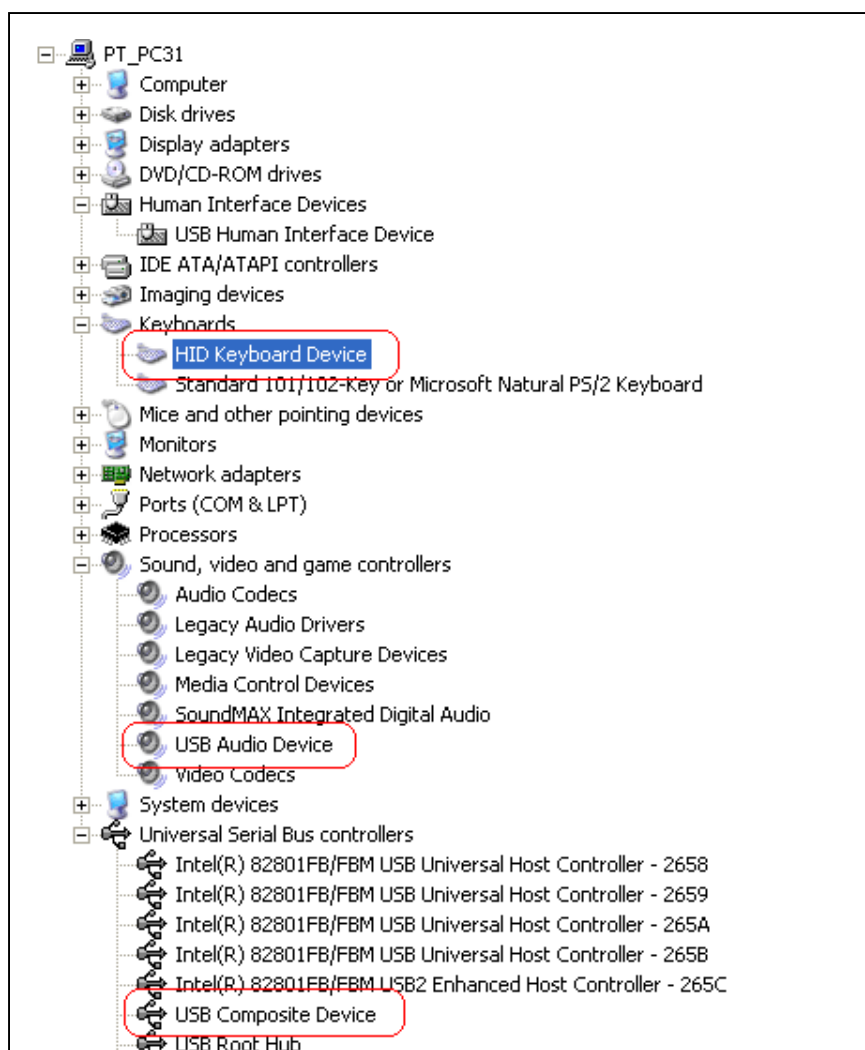 PT_PC31
Computer
Disk drives
Display adapters
DVD/CD-ROM drives
Human Interface Devices
USB Human Interface Device
IDE ATA/ATAPI controllers
Imaging devices
Keyboards
HID Keyboard Device
Standard 101/102-Key or Microsoft Natural PS/2 Keyboard
Mice and other pointing devices
Monitors
Network adapters
Ports (COM & LPT)
Processors
Sound, video and game controllers
Audio Codecs
Legacy Audio Drivers
Legacy Video Capture Devices
Media Control Devices
SoundMAX Integrated Digital Audio
USB Audio Device
Video Codecs
System devices
Universal Serial Bus controllers
Intel(R) 82801FB/FBM USB Universal Host Controller - 2658
Intel(R) 82801FB/FBM USB Universal Host Controller - 2659
Intel(R) 82801FB/FBM USB Universal Host Controller - 265A
Intel(R) 82801FB/FBM USB Universal Host Controller - 265B
Intel(R) 82801FB/FBM USB2 Enhanced Host Controller - 265C
USB Composite Device
USB Root Hub